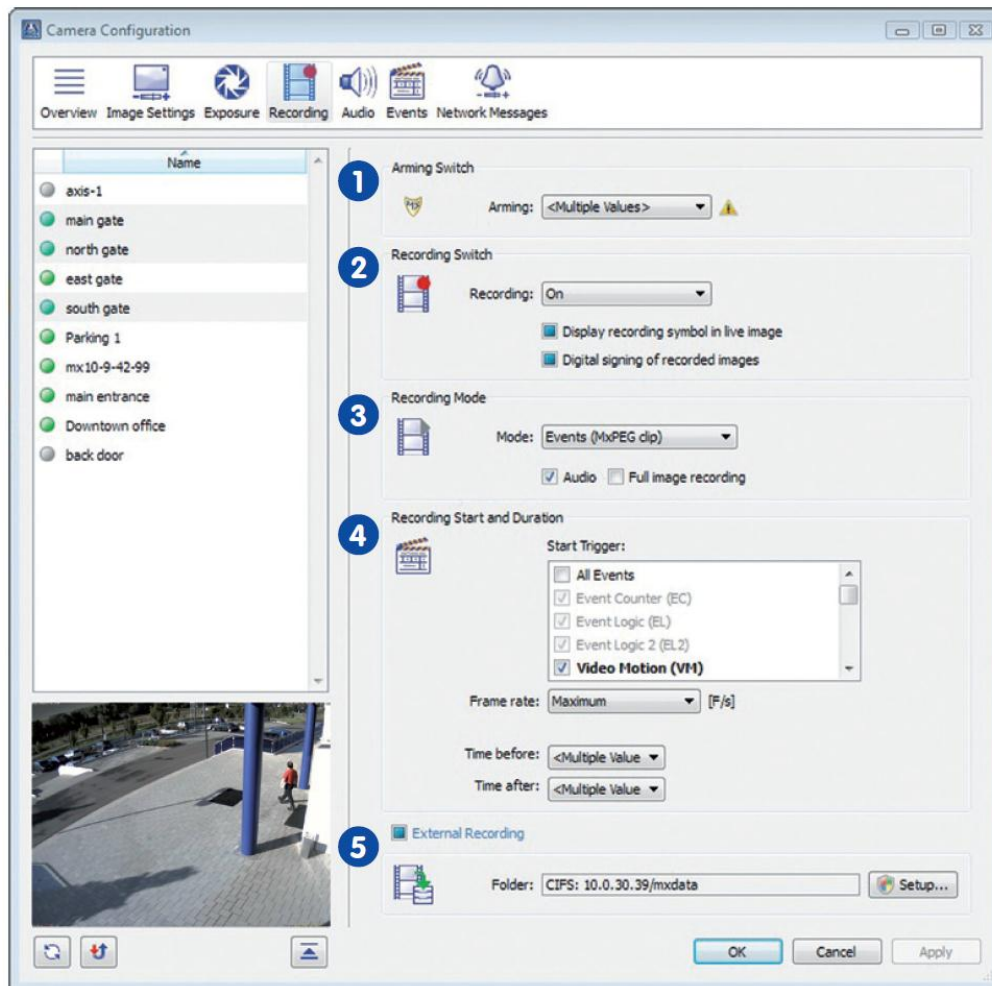 Camera Configuration
Overview Image Settings Exposure Recording Audio Events Network Messages
Name
axis-1
main gate
north gate
east gate
south gate
Parking 1
mx10-9-42-99
main entrance
Downtown office
back door
1
Arming Switch
Arming: <Multiple Values>
2
Recording Switch
Recording: On
Display recording symbol in live image
Digital signing of recorded images
3
Recording Mode
Mode: Events (MxPEG clip)
Audio Full image recording
4
Recording Start and Duration
Start Trigger:
All Events
Event Counter (EC)
Event Logic (EL)
Event Logic 2 (EL2)
Video Motion (VM)
Frame rate: Maximum [F/s]
Time before: <Multiple Value
Time after: <Multiple Value
5
External Recording
Folder: CIFS: 10.0.30.39/mxdata Setup...
OK Cancel Apply